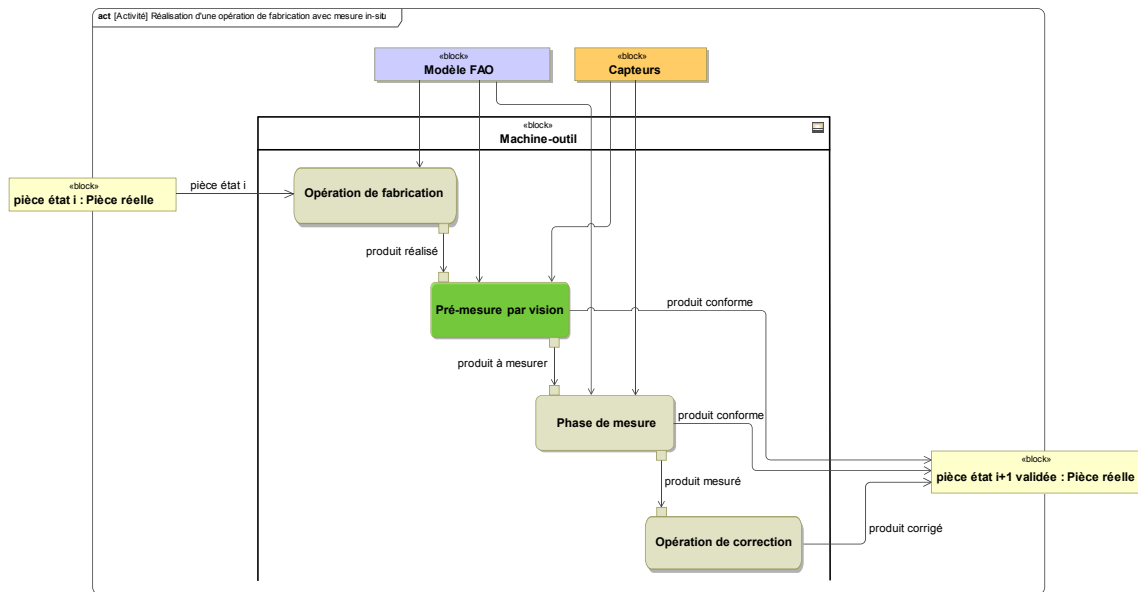 act [Activité] Réalisation d'une opération de fabrication avec mesure in-situ
«block»
Modèle FAO
«block»
Capteurs
«block»
Machine-outil
«block»
pièce état i : Pièce réelle
pièce état i
Opération de fabrication
produit réalisé
Pré-mesure par vision
produit conforme
produit à mesurer
Phase de mesure
produit conforme
«block»
pièce état i+1 validée : Pièce réelle
produit mesuré
Opération de correction
produit corrigé